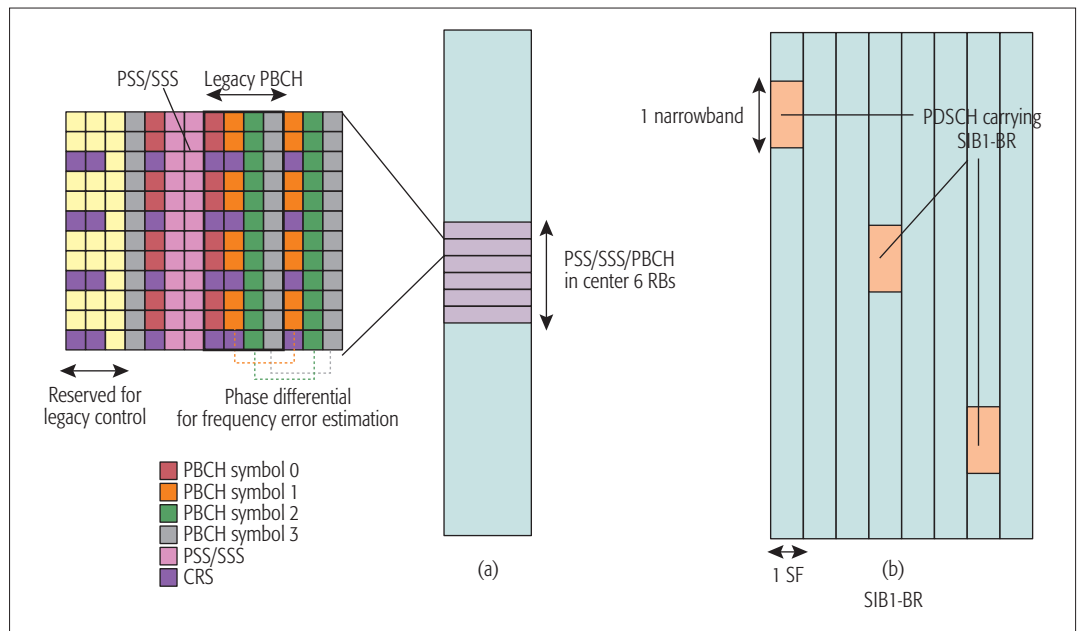 PSS/SSS
Legacy PBCH
Reserved for
legacy control
Phase differential
for frequency error estimation
PBCH symbol 0
PBCH symbol 1
PBCH symbol 2
PBCH symbol 3
PSS/SSS
CRS
PSS/SSS/PBCH
in center 6 RBs
(a)
1 narrowband
PDSCH carrying
SIB1-BR
1 SF
(b)
SIB1-BR